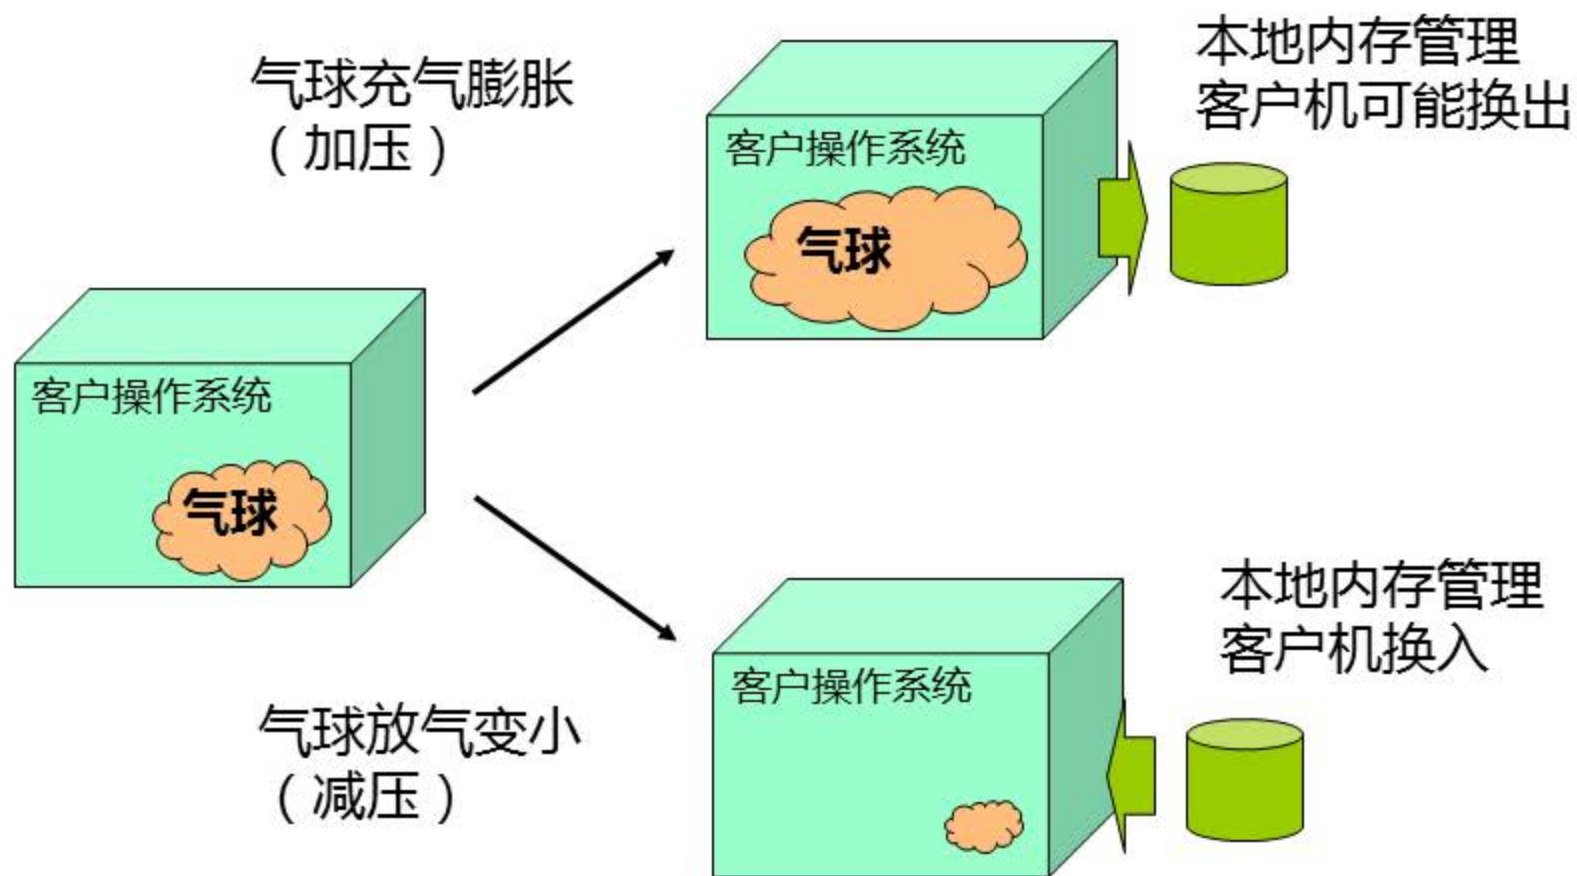 气球充气膨胀
（加压）
客户操作系统
气球
本地内存管理
客户机可能换出
客户操作系统
气球
气球放气变小
（减压）
客户操作系统
本地内存管理
客户机换入